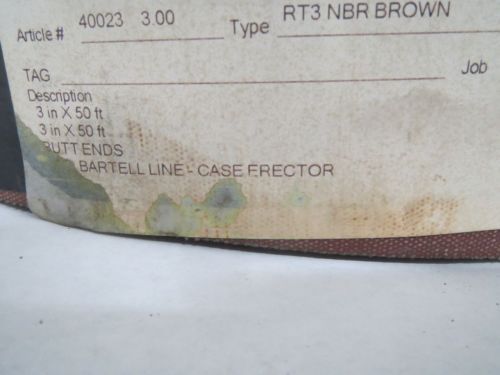 Article # 40023 3.00 Type RT3 NBR BROWN
TAG Job
Description
3 in X 50 ft
3 in X 50 ft
BUTT ENDS
BARTELL LINE - CASE ERECTOR